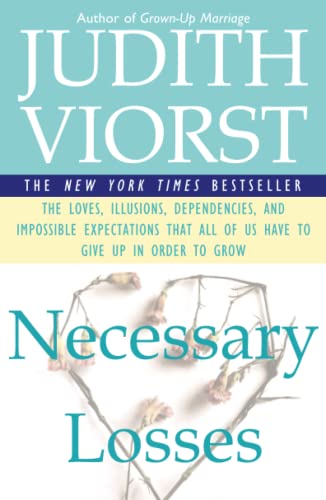 Author of Grown-Up Marriage
JUDITH
VIORST
THE NEW YORK TIMES BESTSELLER
THE LOVES, ILLUSIONS, DEPENDENCIES, AND
IMPOSSIBLE EXPECTATIONS THAT ALL OF US HAVE TO
GIVE UP IN ORDER TO GROW
Necessary
Losses